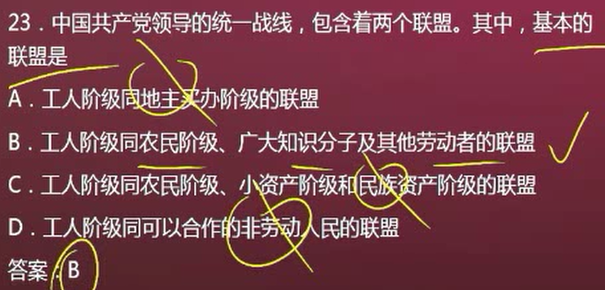 23．中国共产党领导的统一战线，包含着两个联盟。其中，基本的
联盟是
A．工人阶级同地主买办阶级的联盟
B．工人阶级同农民阶级、广大知识分子及其他劳动者的联盟
C．工人阶级同农民阶级、小资产阶级和民族资产阶级的联盟
D．工人阶级同可以合作的非劳动人民的联盟
答案：B